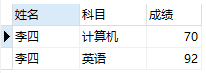 姓名 科目 成绩
李四 计算机 70
李四 英语 92